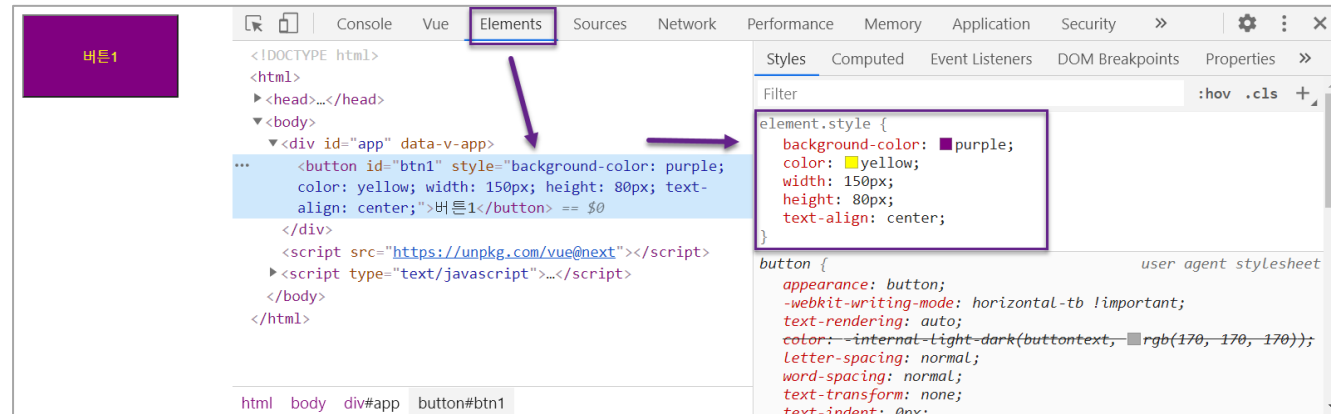 버튼1
Console Vue Elements Sources Network Performance Memory Application Security »
<!DOCTYPE html>
<html>
<head>…</head>
<body>
<div id="app" data-v-app>
<button id="btn1" style="background-color: purple;
color: yellow; width: 150px; height: 80px; text-
align: center;">버튼1</button> == $0
</div>
<script src="https://unpkg.com/vue@next"></script>
<script type="text/javascript">…</script>
</body>
</html>
html body div#app button#btn1
Styles Computed Event Listeners DOM Breakpoints Properties »
Filter :hov .cls +
element.style {
background-color: purple;
color: yellow;
width: 150px;
height: 80px;
text-align: center;
}
button { user agent stylesheet
appearance: button;
-webkit-writing-mode: horizontal-tb !important;
text-rendering: auto;
color: -internal-light-dark(buttontext, rgb(170, 170, 170));
letter-spacing: normal;
word-spacing: normal;
text-transform: none;
text-indent: 0px;